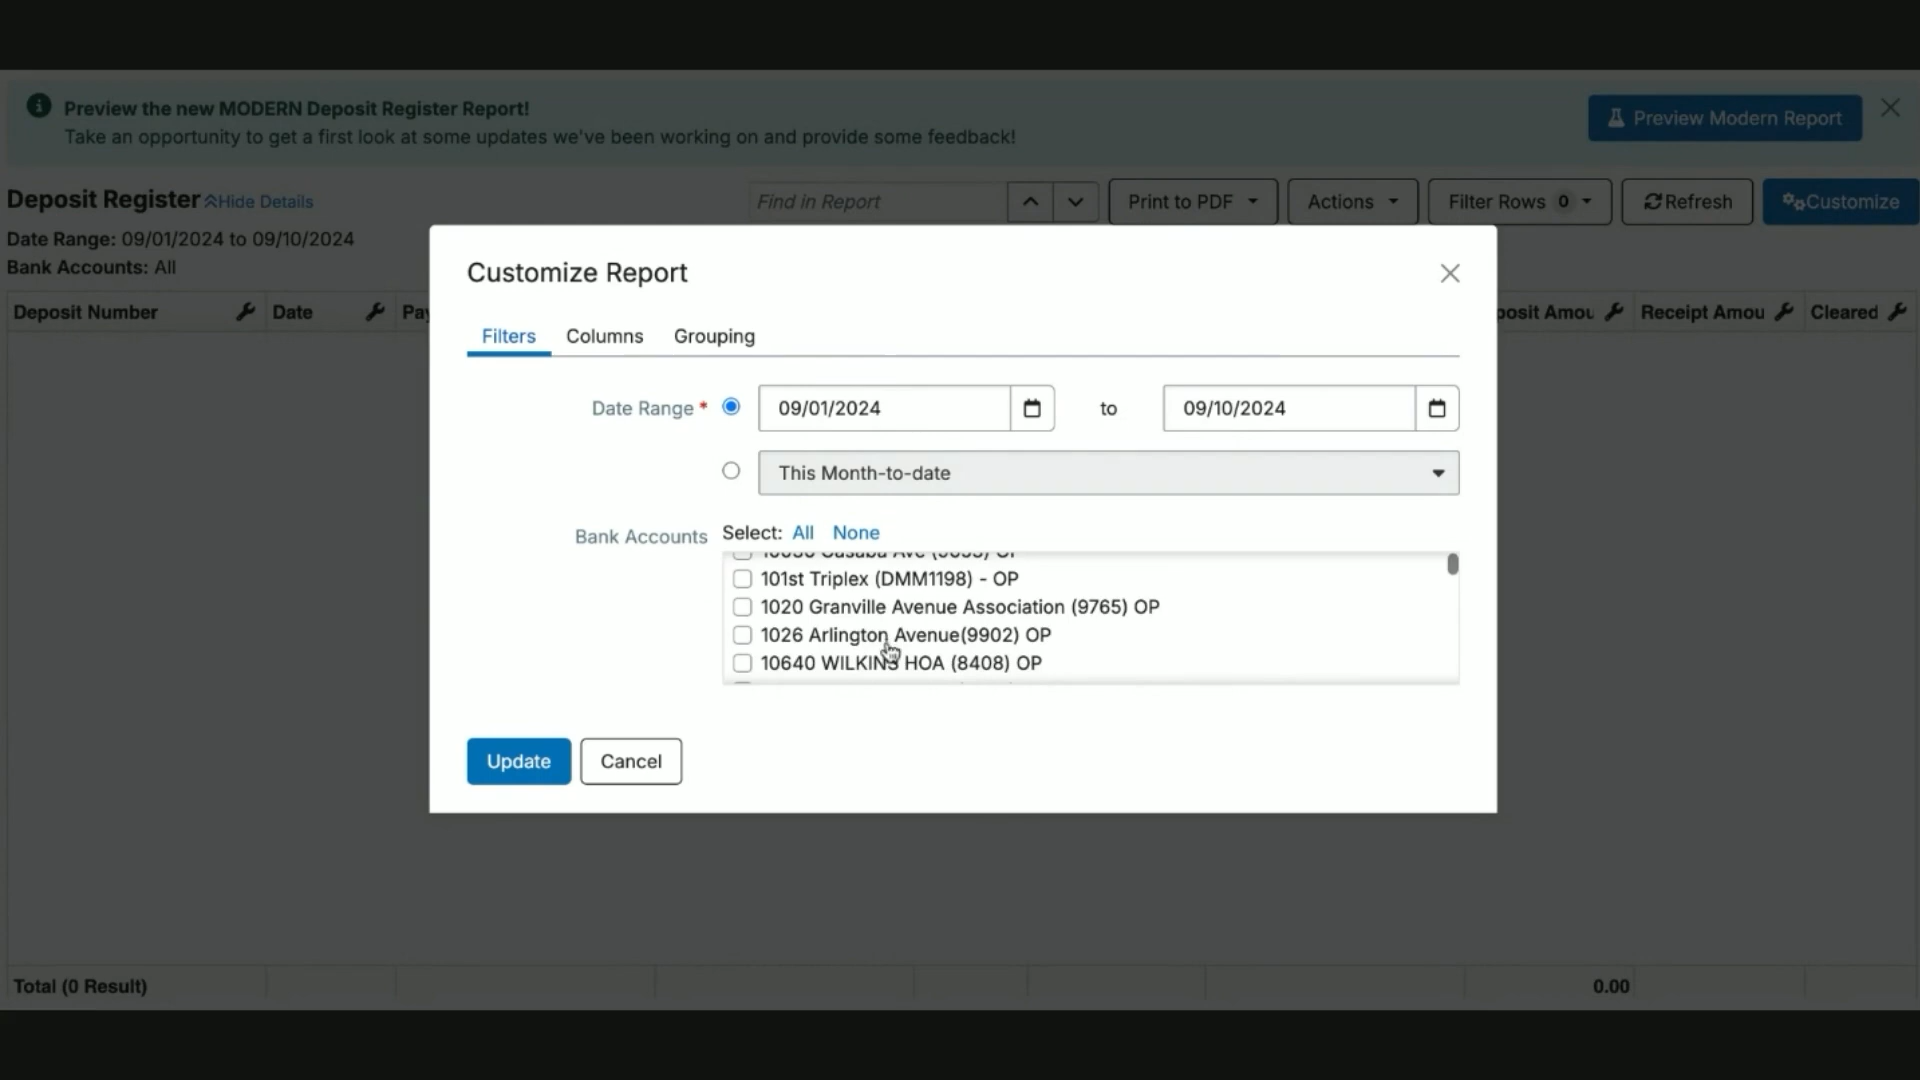 Preview the new MODERN Deposit Register Report!
Take an opportunity to get a first look at some updates we've been working on and provide some feedback!
Preview Modern Report
Deposit Register Hide Details
Find in Report
Print to PDF
Actions
Filter Rows 0
Refresh
Customize
Date Range: 09/01/2024 to 09/10/2024
Bank Accounts: All
Deposit Number
Date
Receipt Amou
Cleared
Customize Report
Filters
Columns
Grouping
Date Range *
09/01/2024
to
09/10/2024
This Month-to-date
Bank Accounts
Select: All None
101st Triplex (DMM1198) - OP
1020 Granville Avenue Association (9765) OP
1026 Arlington Avenue(9902) OP
10640 WILKINS HOA (8408) OP
Update
Cancel
Total (0 Result)
0.00